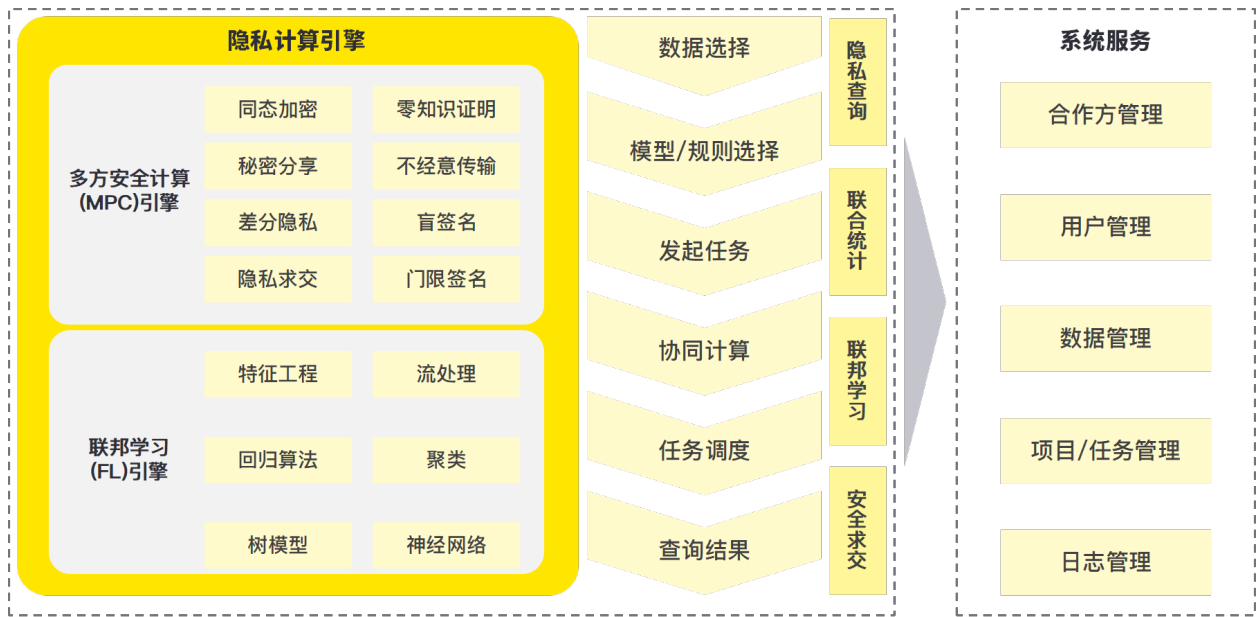 隐私计算引擎
多方安全计算
(MPC)引擎
同态加密
零知识证明
秘密分享
不经意传输
差分隐私
盲签名
隐私求交
门限签名
联邦学习
(FL)引擎
特征工程
流处理
回归算法
聚类
树模型
神经网络
数据选择
模型/规则选择
发起任务
协同计算
任务调度
查询结果
隐私查询
联合统计
联邦学习
安全求交
系统服务
合作方管理
用户管理
数据管理
项目/任务管理
日志管理